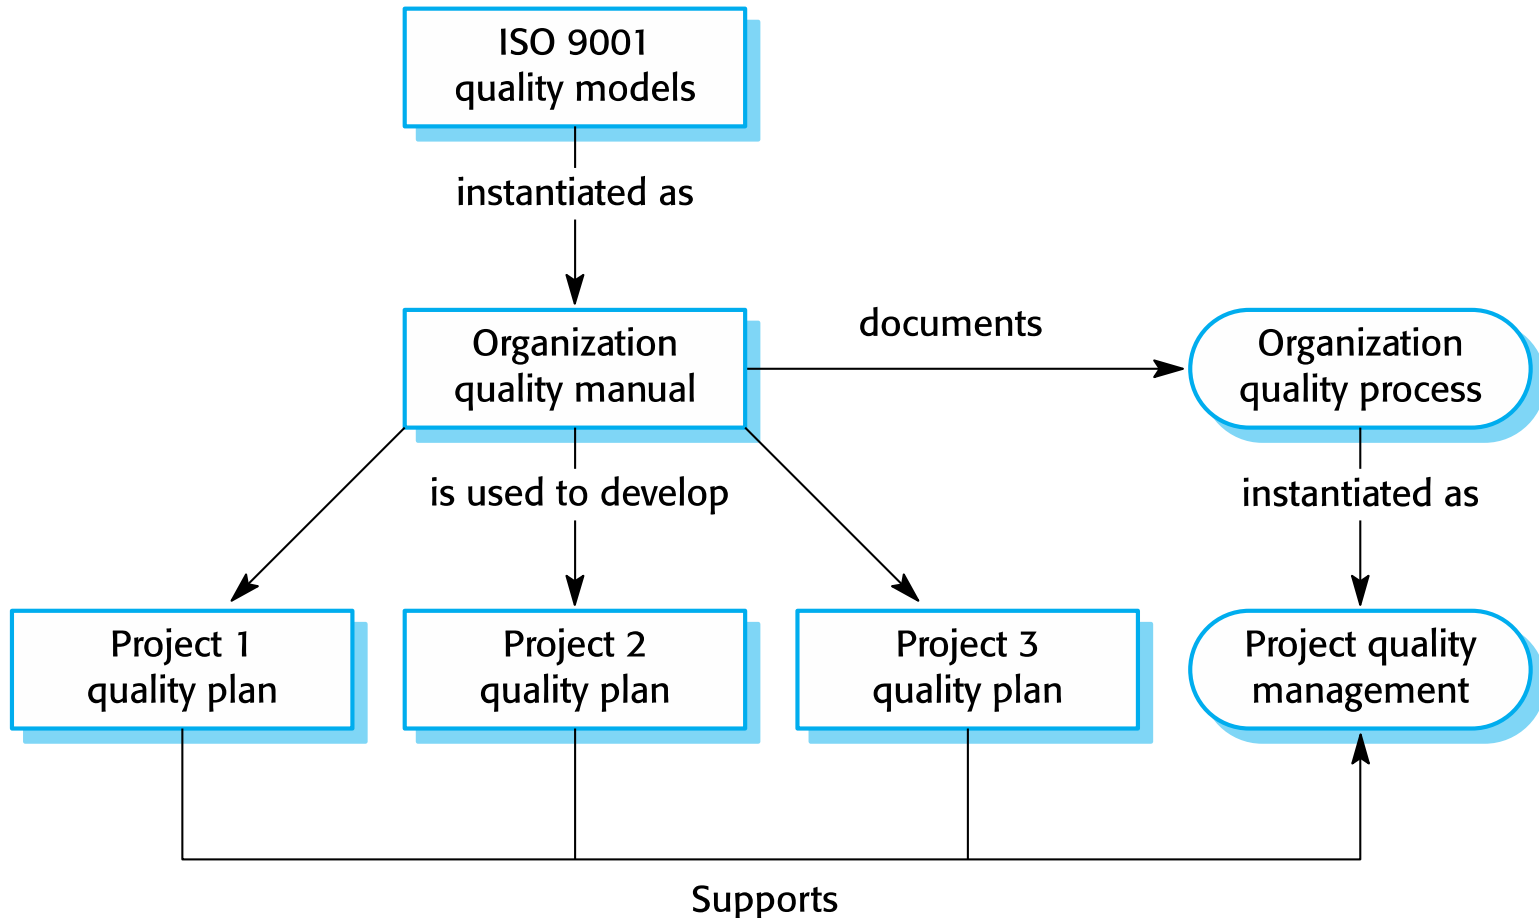 ISO 9001
quality models
instantiated as
Organization
quality manual
documents
Organization
quality process
is used to develop
instantiated as
Project 1
quality plan
Project 2
quality plan
Project 3
quality plan
Project quality
management
Supports